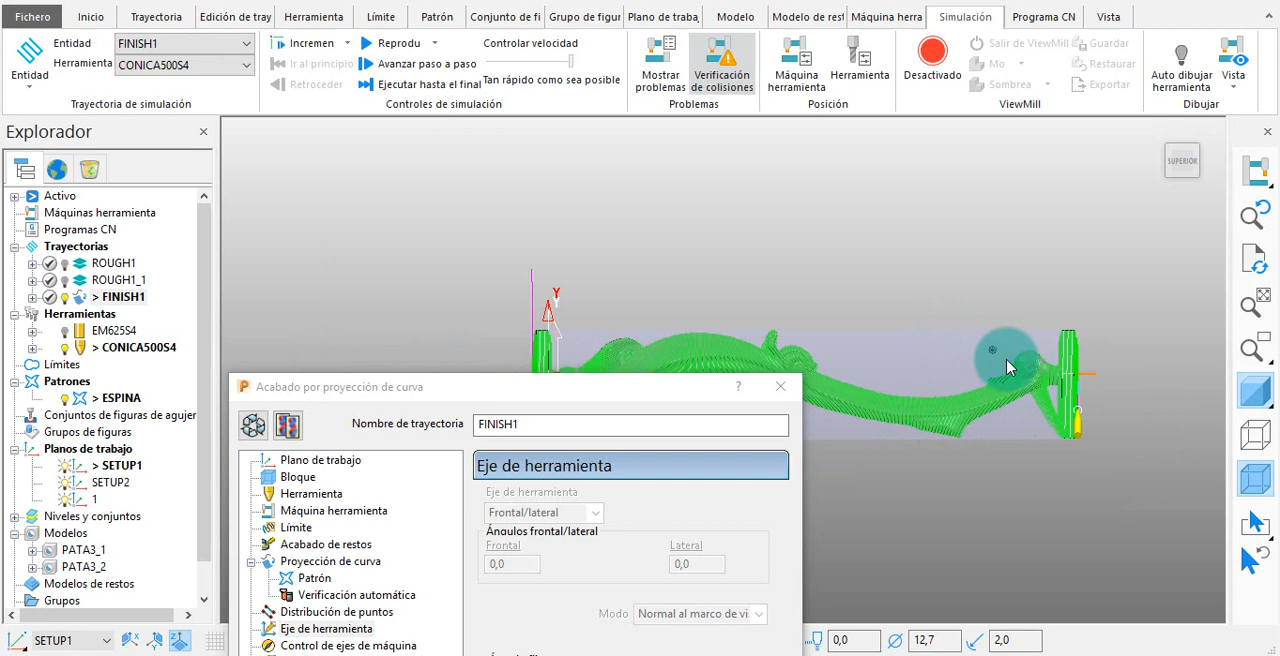 Fichero Inicio Trayectoria Edición de tray Herramienta Límite Patrón Conjunto de fi Grupo de figur Plano de traba Modelo Modelo de rest Máquina herra Simulación Programa CN Vista
Entidad FINISH1 Incremen Reprodu Controlar velocidad Salir de ViewMill Guardar
Herramienta CONICA500S4 Ir al principio Avanzar paso a paso Mo Restaurar
Entidad Retroceder Ejecutar hasta el final Tan rápido como sea posible Mostrar problemas Verificación de colisiones Máquina herramienta Herramienta Desactivado Sombrea Exportar Auto dibujar herramienta Vista
Trayectoria de simulación Controles de simulación Problemas Posición ViewMill Dibujar
Explorador
SUPERIOR
Activo
Máquinas herramienta
Programas CN
Trayectorias
ROUGH1
ROUGH1_1
> FINISH1
Herramientas
EM625S4
> CONICA500S4
Límites
Patrones
> ESPINA
Conjuntos de figuras de agujer
Grupos de figuras
Planos de trabajo
> SETUP1
SETUP2
1
Niveles y conjuntos
Modelos
PATA3_1
PATA3_2
Modelos de restos
Grupos
Y
Acabado por proyección de curva ?
Nombre de trayectoria FINISH1
Plano de trabajo
Bloque
Herramienta
Máquina herramienta
Límite
Acabado de restos
Proyección de curva
Patrón
Verificación automática
Distribución de puntos
Eje de herramienta
Control de ejes de máquina
Eje de herramienta
Eje de herramienta
Frontal/lateral
Ángulos frontal/lateral
Frontal Lateral
0,0 0,0
Modo Normal al marco de vi
SETUP1 0,0 12,7 2,0